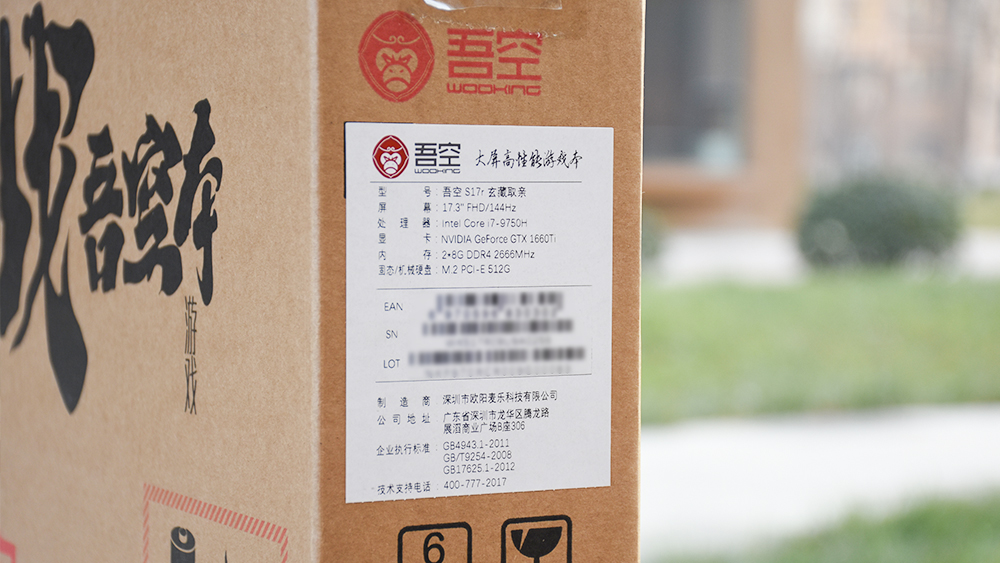 战
吾空本
游戏
吾空
WOOKING
吾空
WOOKING
大屏高性能游戏本
型号：吾空 S17r 玄藏取亲
屏幕：17.3" FHD/144Hz
处理器：Intel Core i7-9750H
显卡：NVIDIA GeForce GTX 1660Ti
内存：2*8G DDR4 2666MHz
固态/机械硬盘：M.2 PCI-E 512G
EAN
SN
LOT
制造商：深圳市欧阳麦乐科技有限公司
公司地址：广东省深圳市龙华区腾龙路
展滔商业广场B座306
企业执行标准：GB4943.1-2011
GB/T9254-2008
GB17625.1-2012
技术支持电话：400-777-2017
6